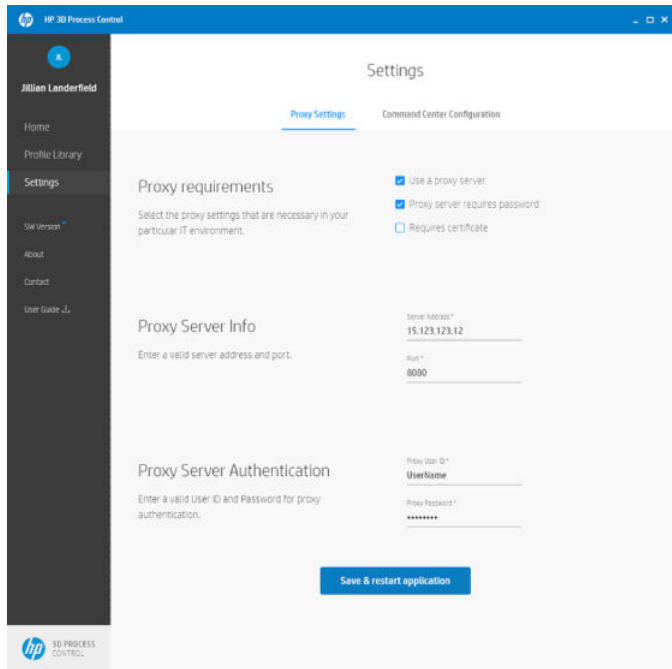 hp HP 3D Process Control
Jillian Landerfield
Home
Profile Library
Settings
SW Version
About
Contact
User Guide
Settings
Proxy Settings Command Center Configuration
Proxy requirements
Select the proxy settings that are necessary in your
particular IT environment.
Use a proxy server
Proxy server requires password
Requires certificate
Proxy Server Info
Enter a valid server address and port.
Server Address *
15.123.123.12
Port *
8080
Proxy Server Authentication
Enter a valid User ID and Password for proxy
authentication.
Proxy User ID *
UserName
Proxy Password *
••••••••
Save & restart application
hp 3D PROCESS
CONTROL